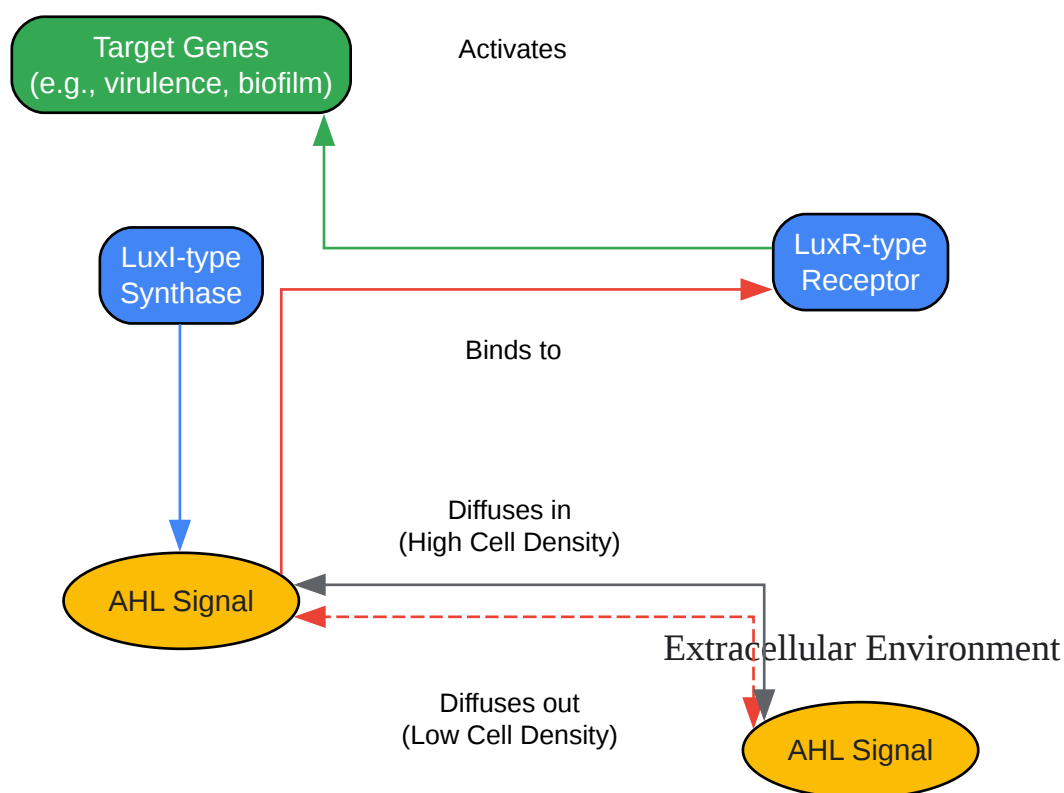 Target Genes
(e.g., virulence, biofilm)
Activates
LuxI-type
Synthase
LuxR-type
Receptor
Binds to
Diffuses in
(High Cell Density)
AHL Signal
Extracellular Environment
Diffuses out
(Low Cell Density)
AHL Signal